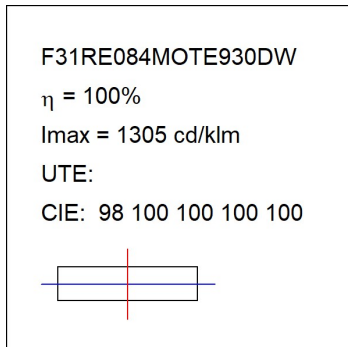 F31RE084MOTE930DW
η = 100%
Imax = 1305 cd/klm
UTE:
CIE: 98 100 100 100 100